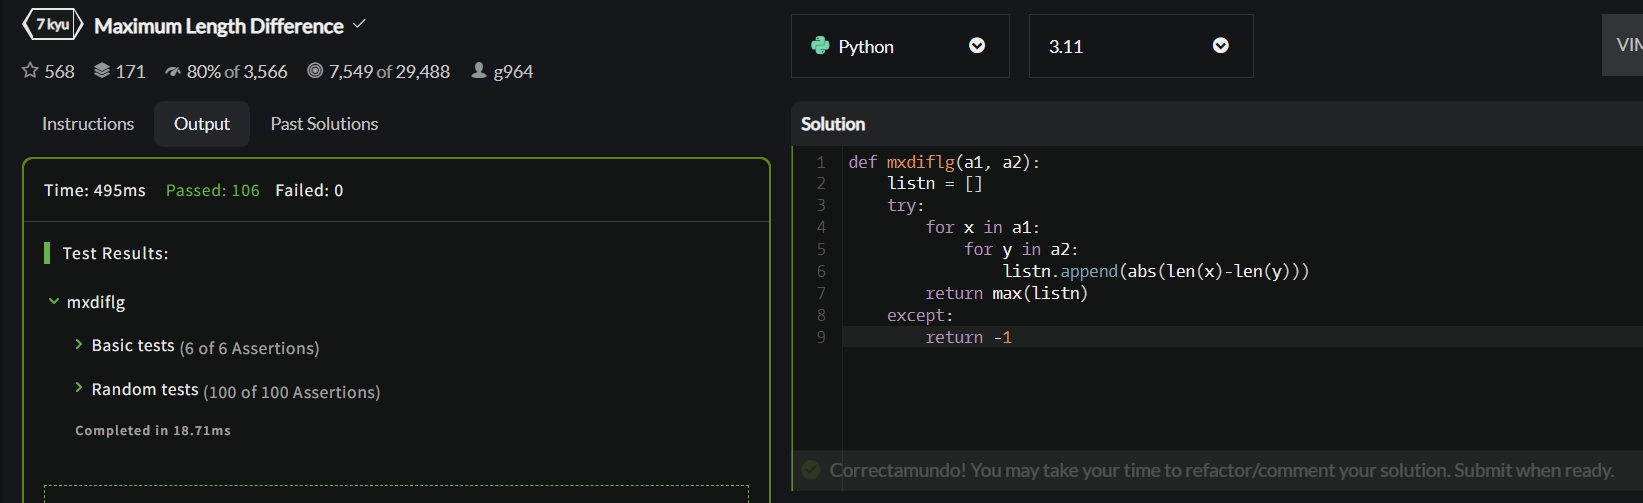 7 kyu Maximum Length Difference
568 171 80% of 3,566 7,549 of 29,488 g964
Instructions Output Past Solutions
Time: 495ms Passed: 106 Failed: 0
Test Results:
mxdiflg
Basic tests (6 of 6 Assertions)
Random tests (100 of 100 Assertions)
Completed in 18.71ms
Python 3.11 VIM
Solution
1 def mxdiflg(a1, a2):
2     listn = []
3     try:
4         for x in a1:
5             for y in a2:
6                 listn.append(abs(len(x)-len(y)))
7         return max(listn)
8     except:
9         return -1
Correctamundo! You may take your time to refactor/comment your solution. Submit when ready.